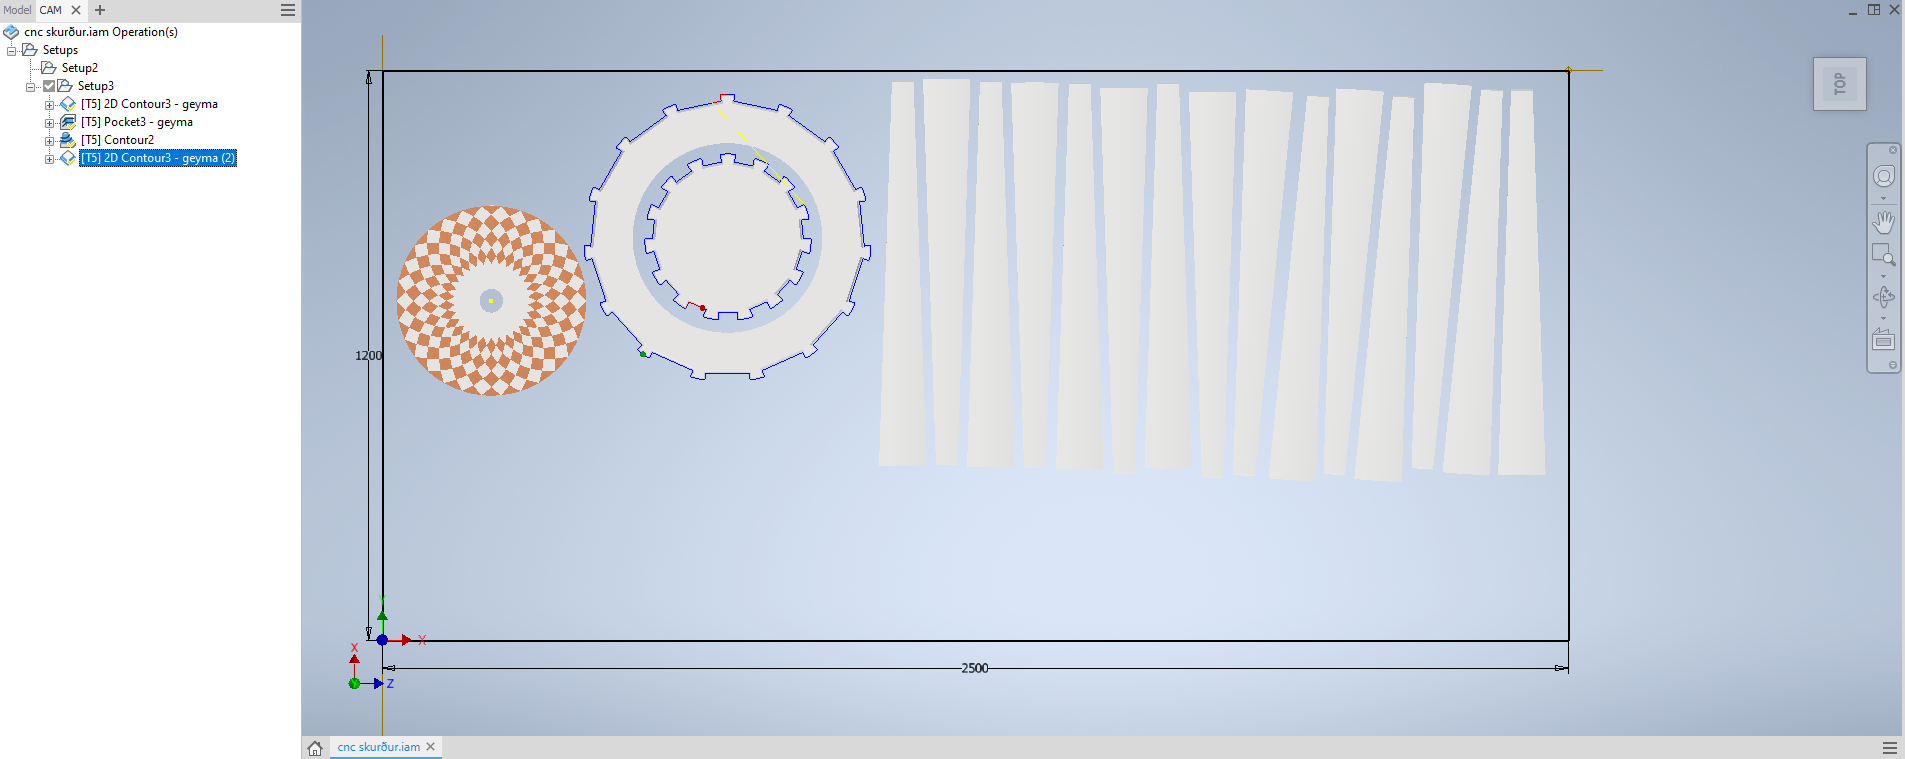 Model CAM
cnc skurður.iam Operation(s)
Setups
Setup2
Setup3
[T5] 2D Contour3 - geyma
[T5] Pocket3 - geyma
[T5] Contour2
[T5] 2D Contour3 - geyma (2)
TOP
1200
Y
X
2500
X
Z
cnc skurður.iam